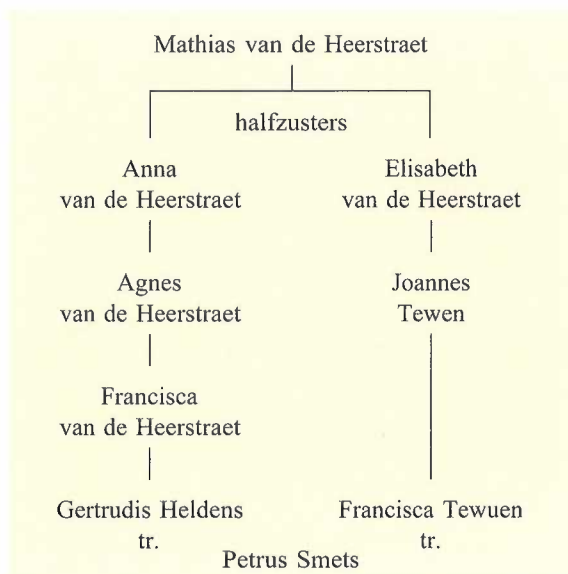 Mathias van de Heerstraet
halfzusters
Anna
van de Heerstraet
Elisabeth
van de Heerstraet
Agnes
van de Heerstraet
Joannes
Tewen
Francisca
van de Heerstraet
Gertrudis Heldens
tr.
Francisca Tewuen
tr.
Petrus Smets